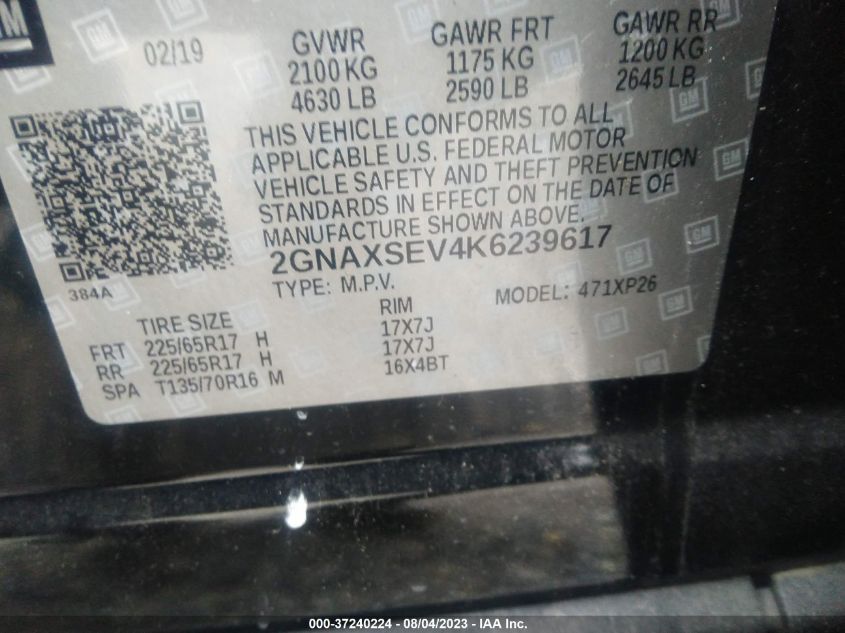 GM
02/19 GVWR GAWR FRT GAWR RR
2100 KG 1175 KG 1200 KG
4630 LB 2590 LB 2645 LB
THIS VEHICLE CONFORMS TO ALL
APPLICABLE U.S. FEDERAL MOTOR
VEHICLE SAFETY AND THEFT PREVENTION
STANDARDS IN EFFECT ON THE DATE OF
MANUFACTURE SHOWN ABOVE.
2GNAXSEV4K6239617
384A TYPE: M.P.V. MODEL: 471XP26
TIRE SIZE RIM
FRT 225/65R17 H 17X7J
RR 225/65R17 H 17X7J
SPA T135/70R16 M 16X4BT
000-37240224 - 08/04/2023 - IAA Inc.